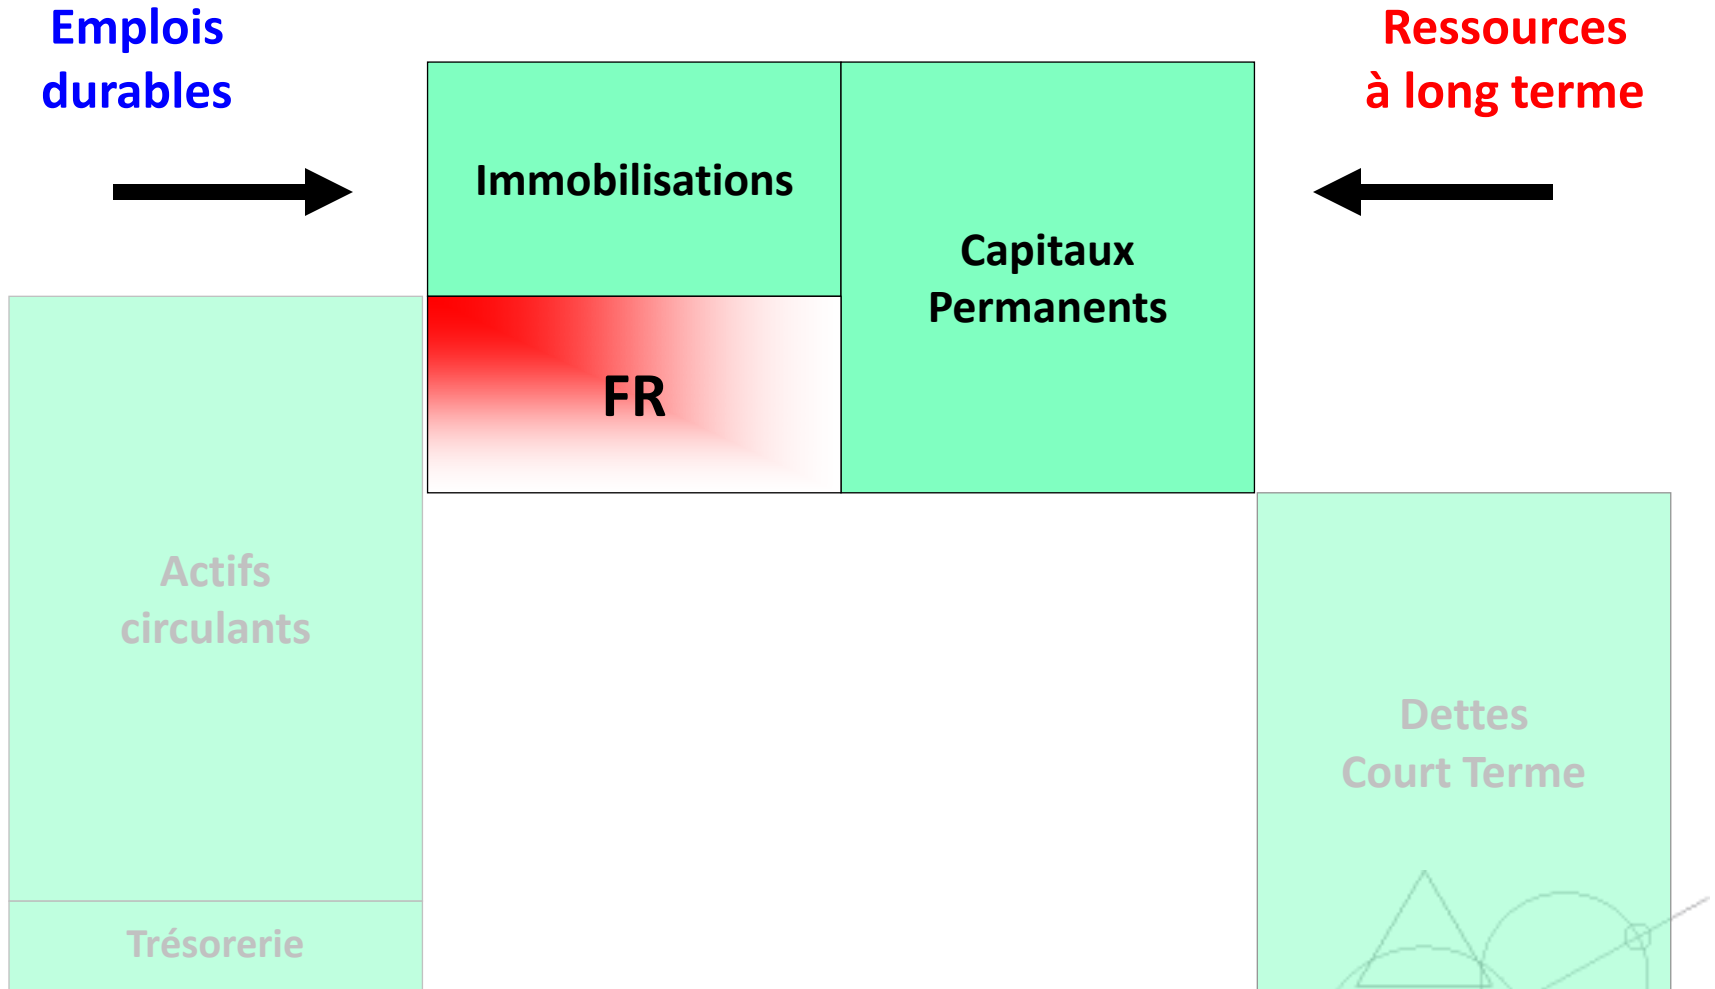 Emplois
durables
Ressources
à long terme
Immobilisations
Capitaux
Permanents
FR
Actifs
circulants
Dettes
Court Terme
Trésorerie